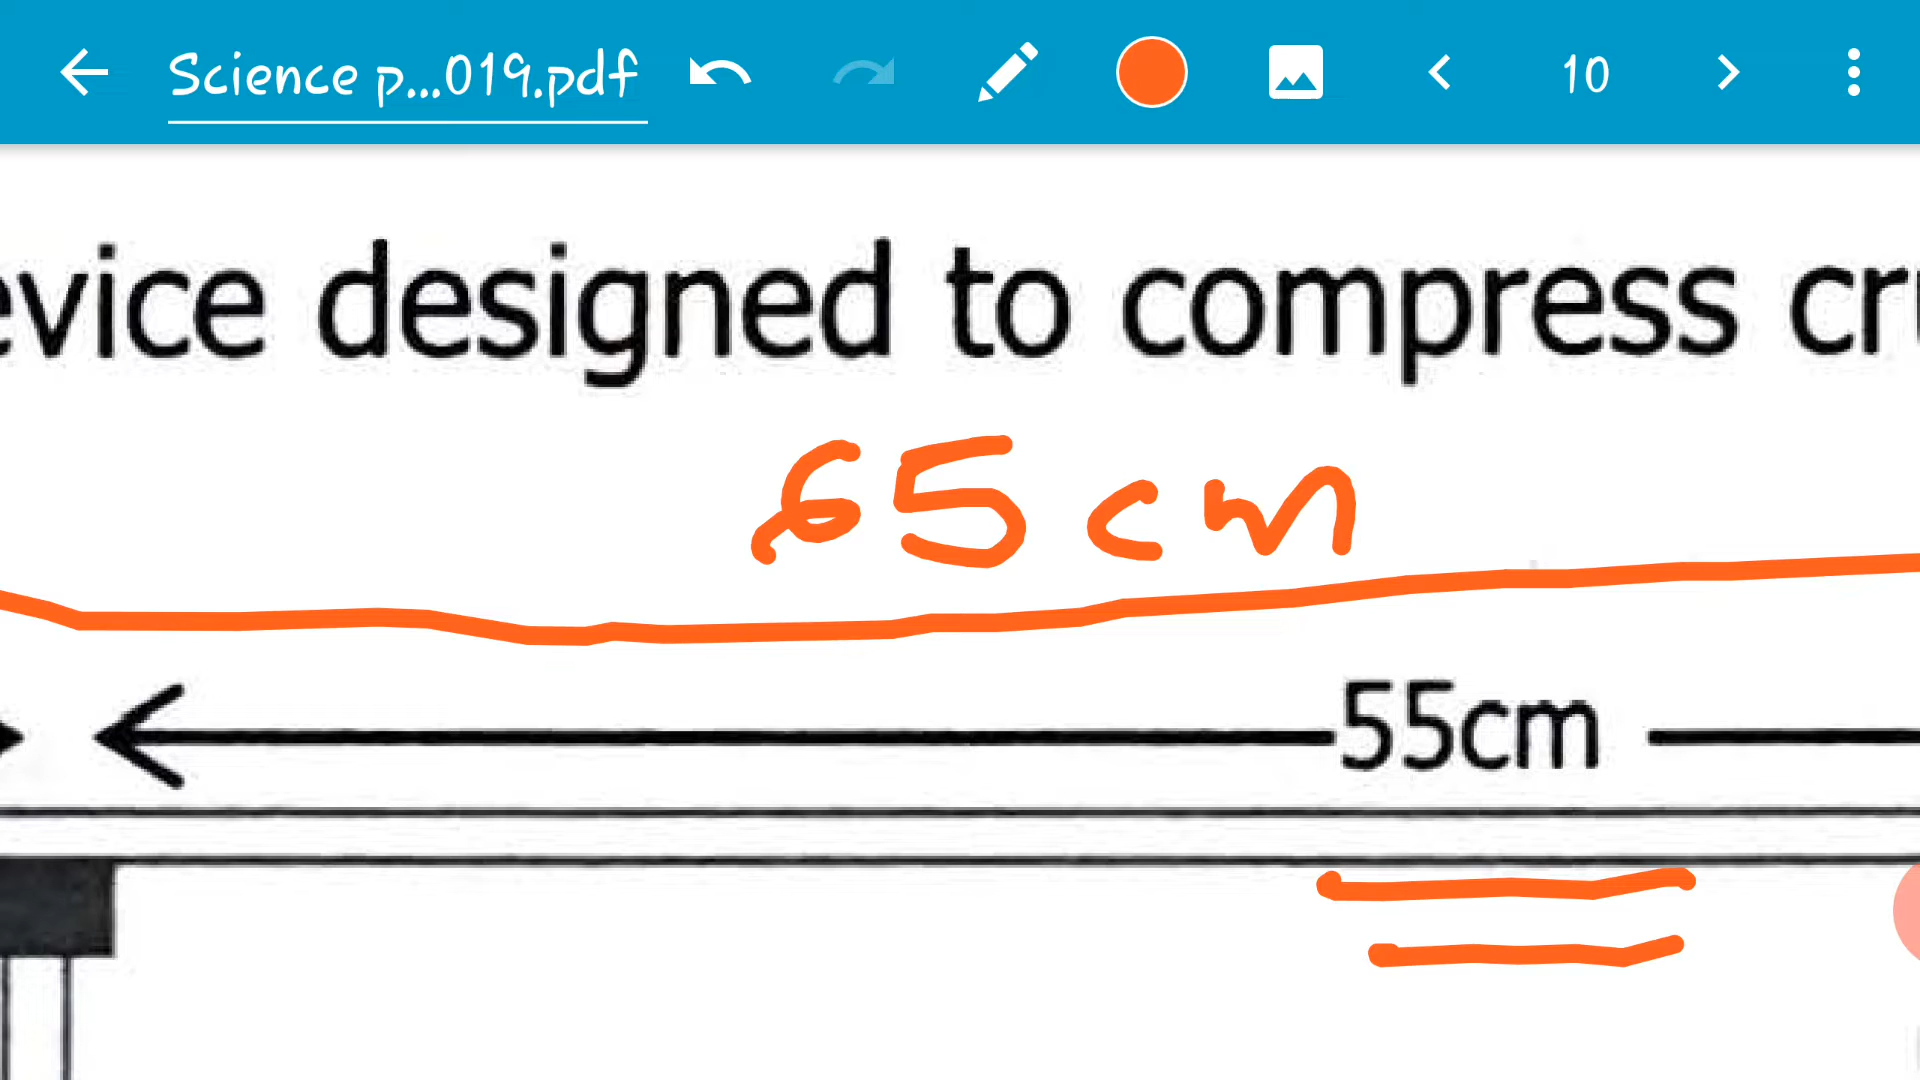 Science p...019.pdf 10
evice designed to compress cr
65cm
55cm